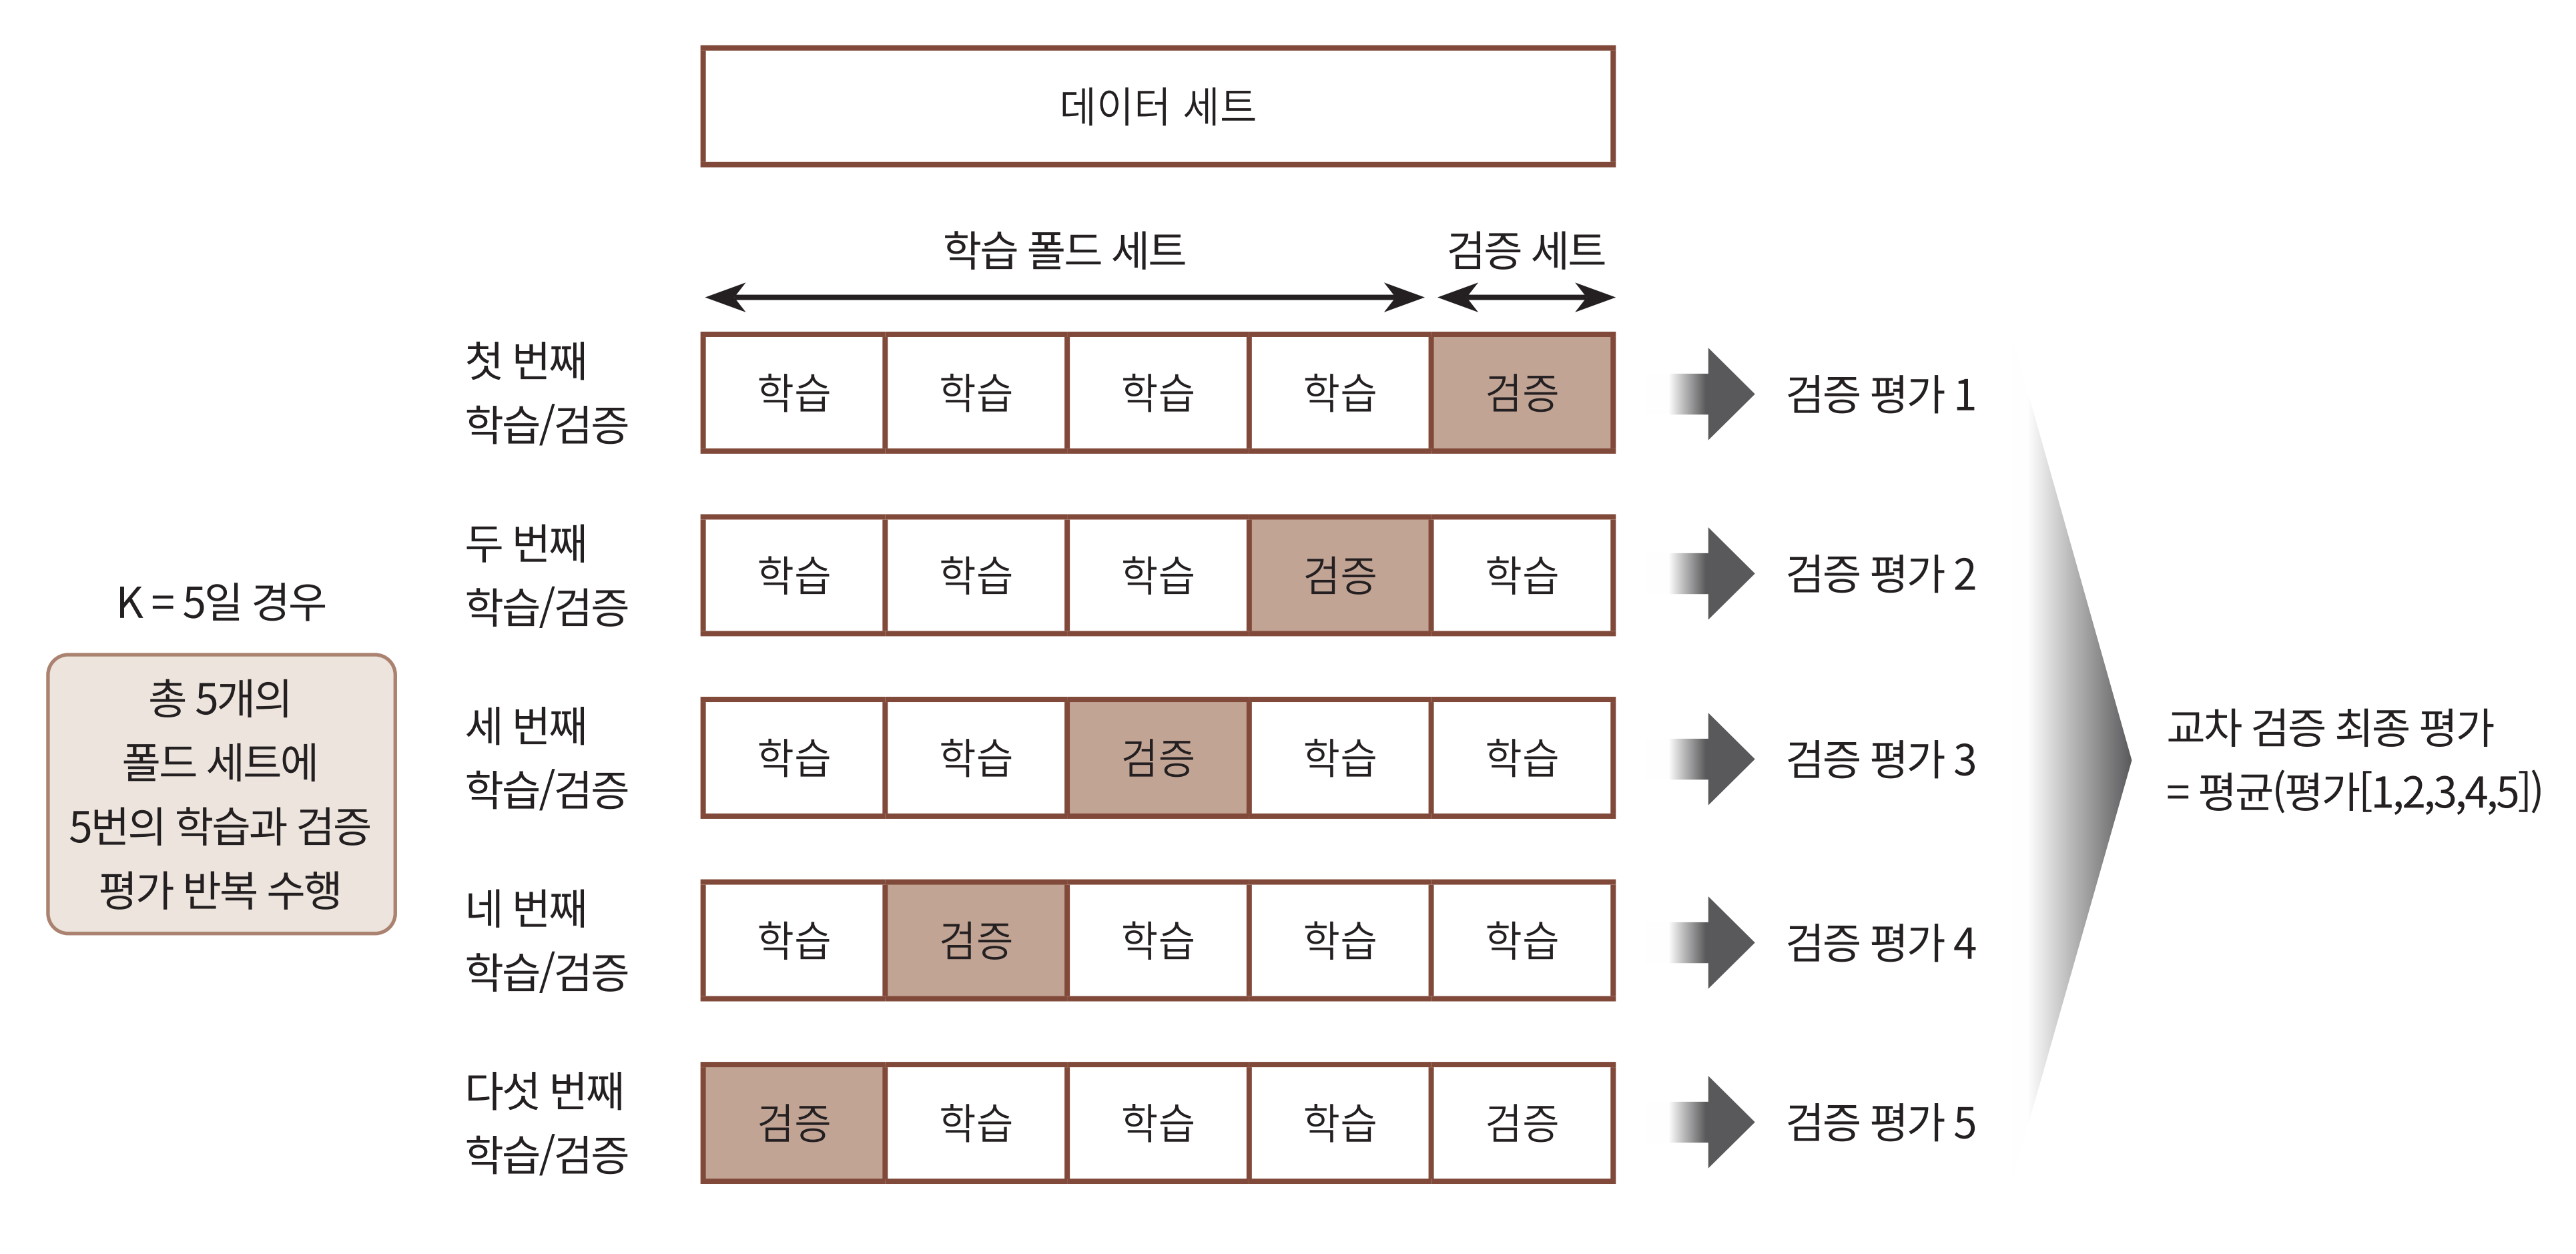 데이터 세트
학습 폴드 세트 검증 세트
첫 번째
학습/검증
학습 학습 학습 학습 검증
검증 평가 1
두 번째
학습/검증
학습 학습 학습 검증 학습
검증 평가 2
K = 5일 경우
총 5개의
폴드 세트에
5번의 학습과 검증
평가 반복 수행
세 번째
학습/검증
학습 학습 검증 학습 학습
검증 평가 3
네 번째
학습/검증
학습 검증 학습 학습 학습
검증 평가 4
다섯 번째
학습/검증
검증 학습 학습 학습 검증
검증 평가 5
교차 검증 최종 평가
= 평균(평가[1,2,3,4,5])